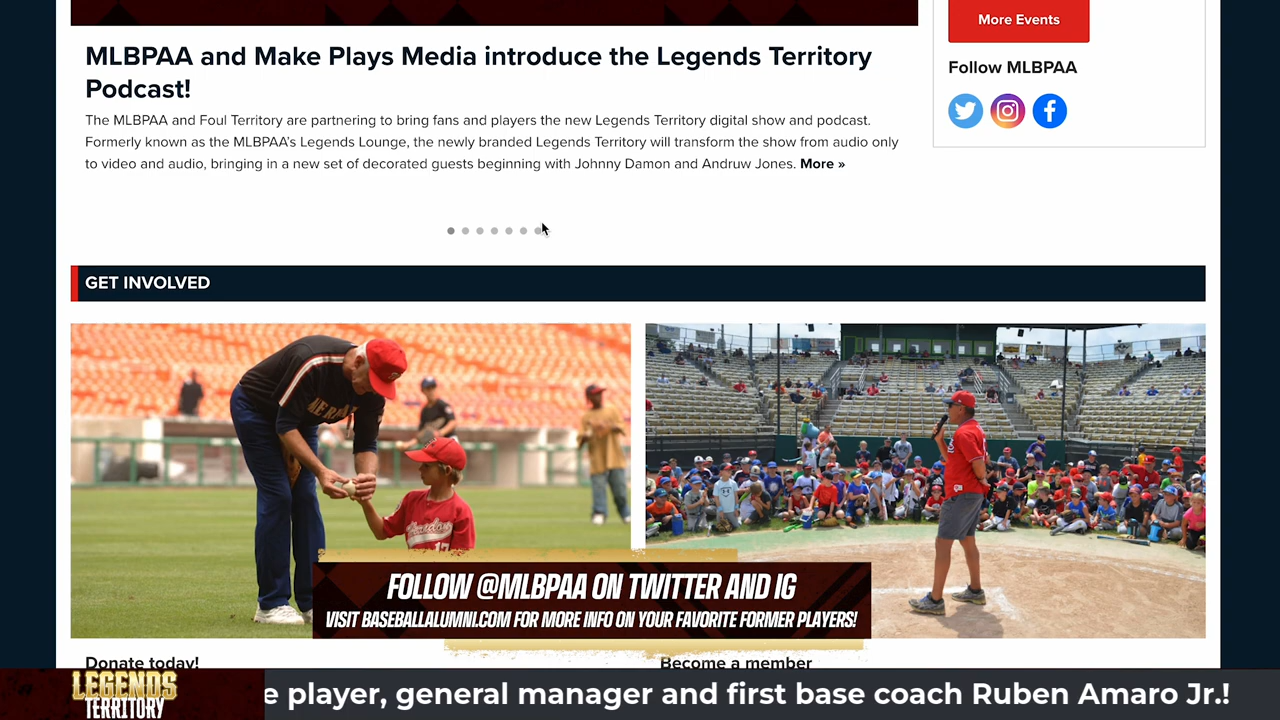 More Events
MLBPAA and Make Plays Media introduce the Legends Territory
Podcast!
The MLBPAA and Foul Territory are partnering to bring fans and players the new Legends Territory digital show and podcast.
Formerly known as the MLBPAA's Legends Lounge, the newly branded Legends Territory will transform the show from audio only
to video and audio, bringing in a new set of decorated guests beginning with Johnny Damon and Andruw Jones. More »
Follow MLBPAA
GET INVOLVED
FOLLOW @MLBPAA ON TWITTER AND IG
VISIT BASEBALLALUMNI.COM FOR MORE INFO ON YOUR FAVORITE FORMER PLAYERS!
Donate today!
Become a member
LEGENDS
TERRITORY
e player, general manager and first base coach Ruben Amaro Jr.!